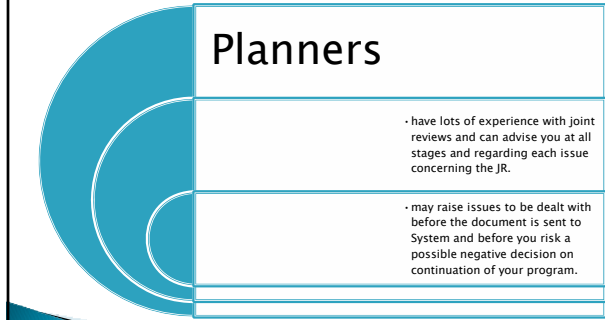 Planners
• have lots of experience with joint
reviews and can advise you at all
stages and regarding each issue
concerning the JR.
• may raise issues to be dealt with
before the document is sent to
System and before you risk a
possible negative decision on
continuation of your program.